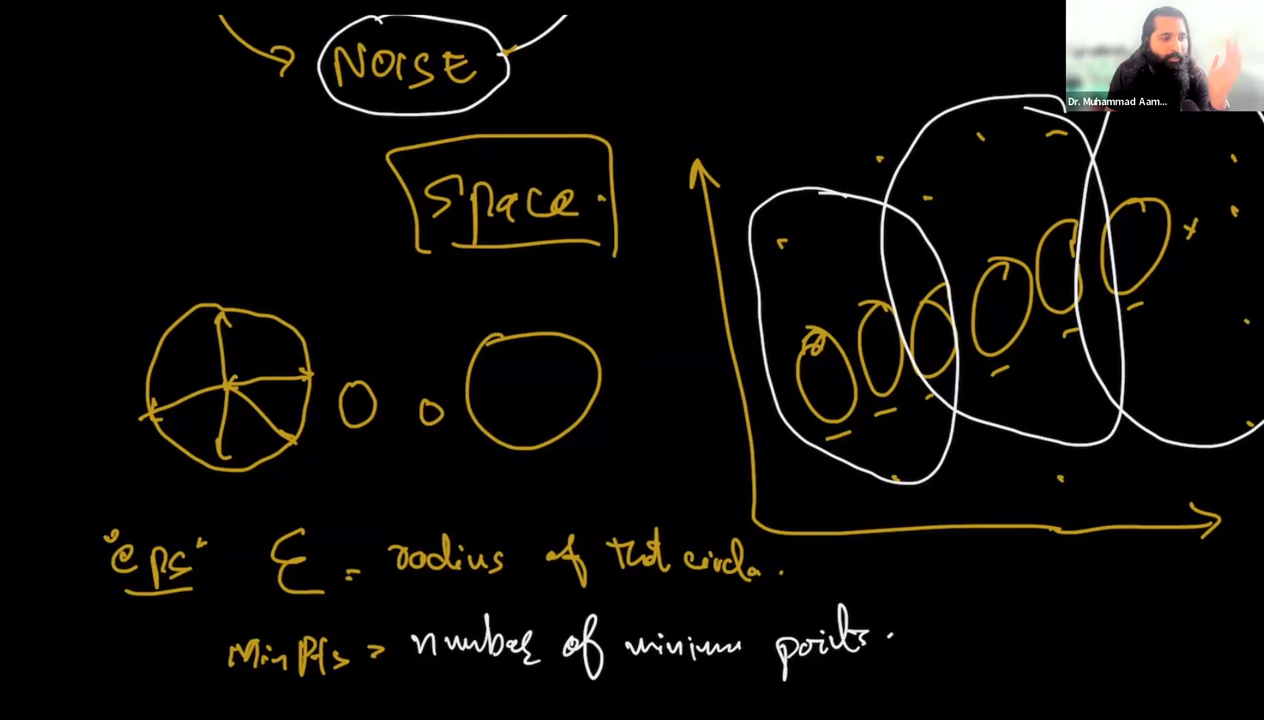 NOISE
Dr. Muhammad Aam...
Space.
"eps" Ɛ = radius of that circle.
MinPts = number of minimum points.